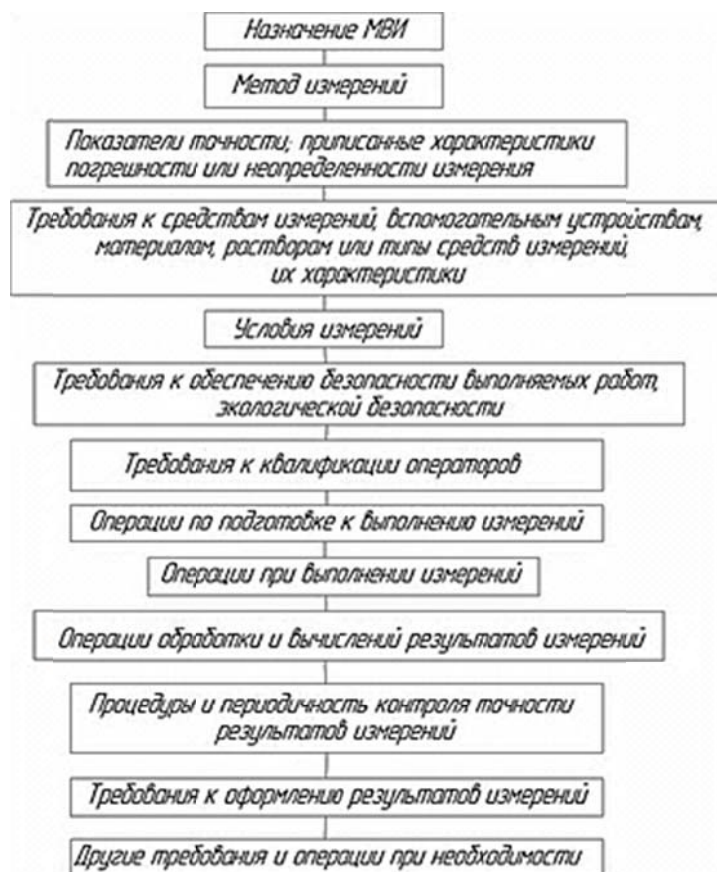 Назначение МВИ
Метод измерений
Показатели точности; приписанные характеристики
погрешности или неопределенности измерения
Требования к средствам измерений, вспомогательным устройствам,
материалам, растворам или типы средств измерений,
их характеристики
Условия измерений
Требования к обеспечению безопасности выполняемых работ,
экологической безопасности
Требования к квалификации операторов
Операции по подготовке к выполнению измерений
Операции при выполнении измерений
Операции обработки и вычислений результатов измерений
Процедуры и периодичность контроля точности
результатов измерений
Требования к оформлению результатов измерений
Другие требования и операции при необходимости